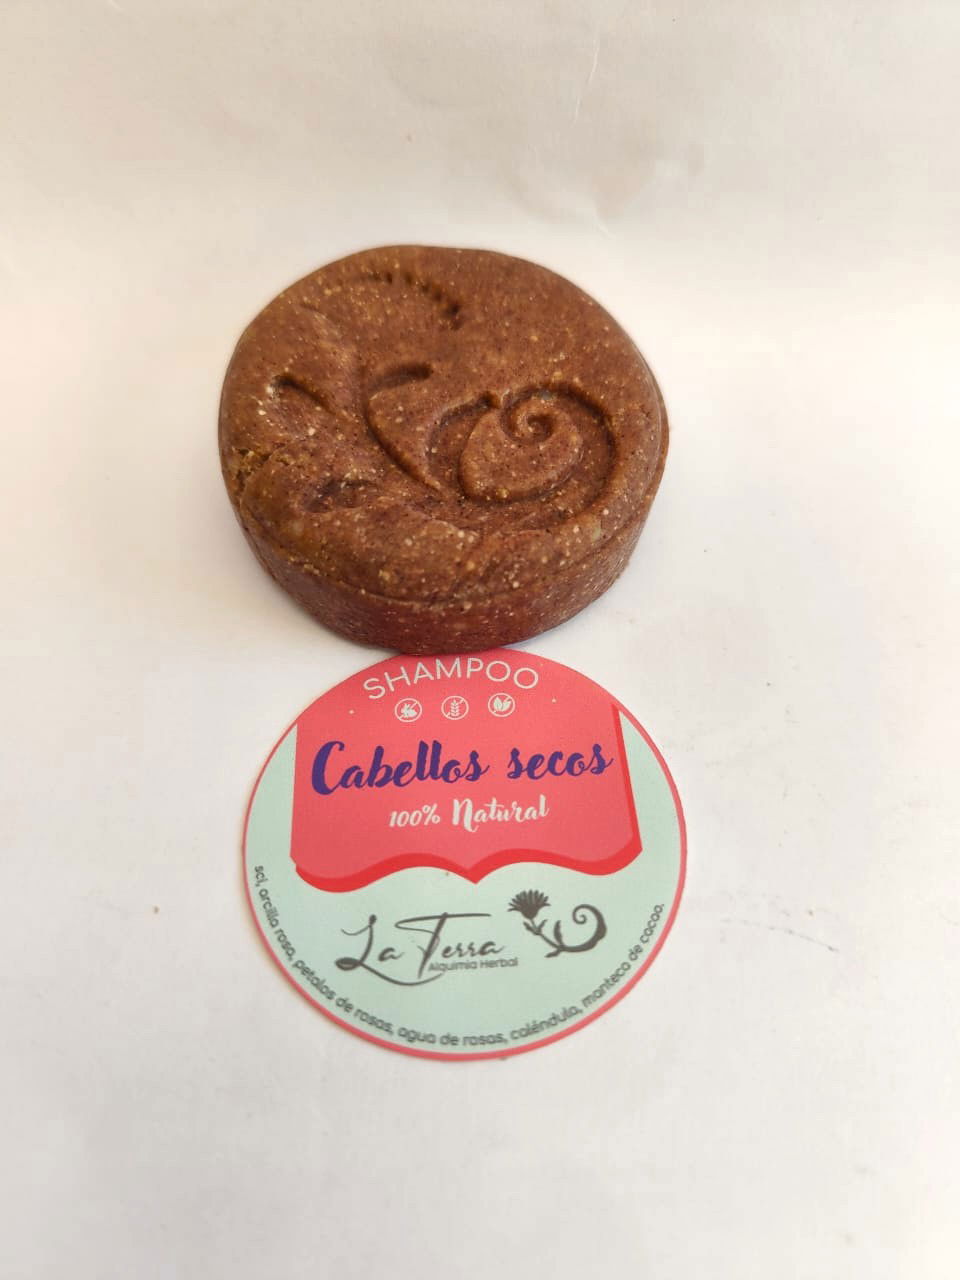 SHAMPOO
Cabellos secos
100% Natural
La Terra
Alquimia Herbal
sci, arcilla rosa, petalos de rosas, agua de rosas, caléndula, manteca de cacao.